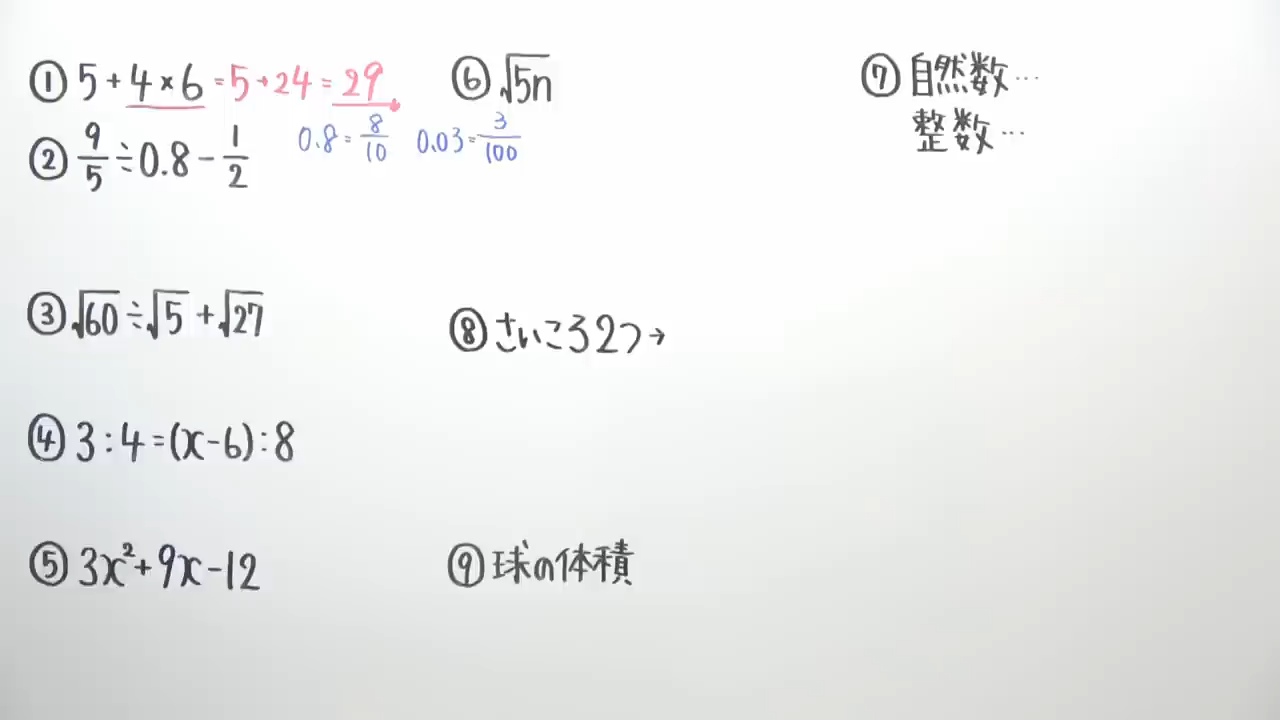 ① 5+4×6=5+24=29
② 9/5÷0.8-1/2
0.8=8/10 0.03=3/100
③ √60÷√5+√27
④ 3:4=(x-6):8
⑤ 3x²+9x-12
⑥ √5n
⑧ さいころ2つ→
⑨ 球の体積
⑦ 自然数…
整数…